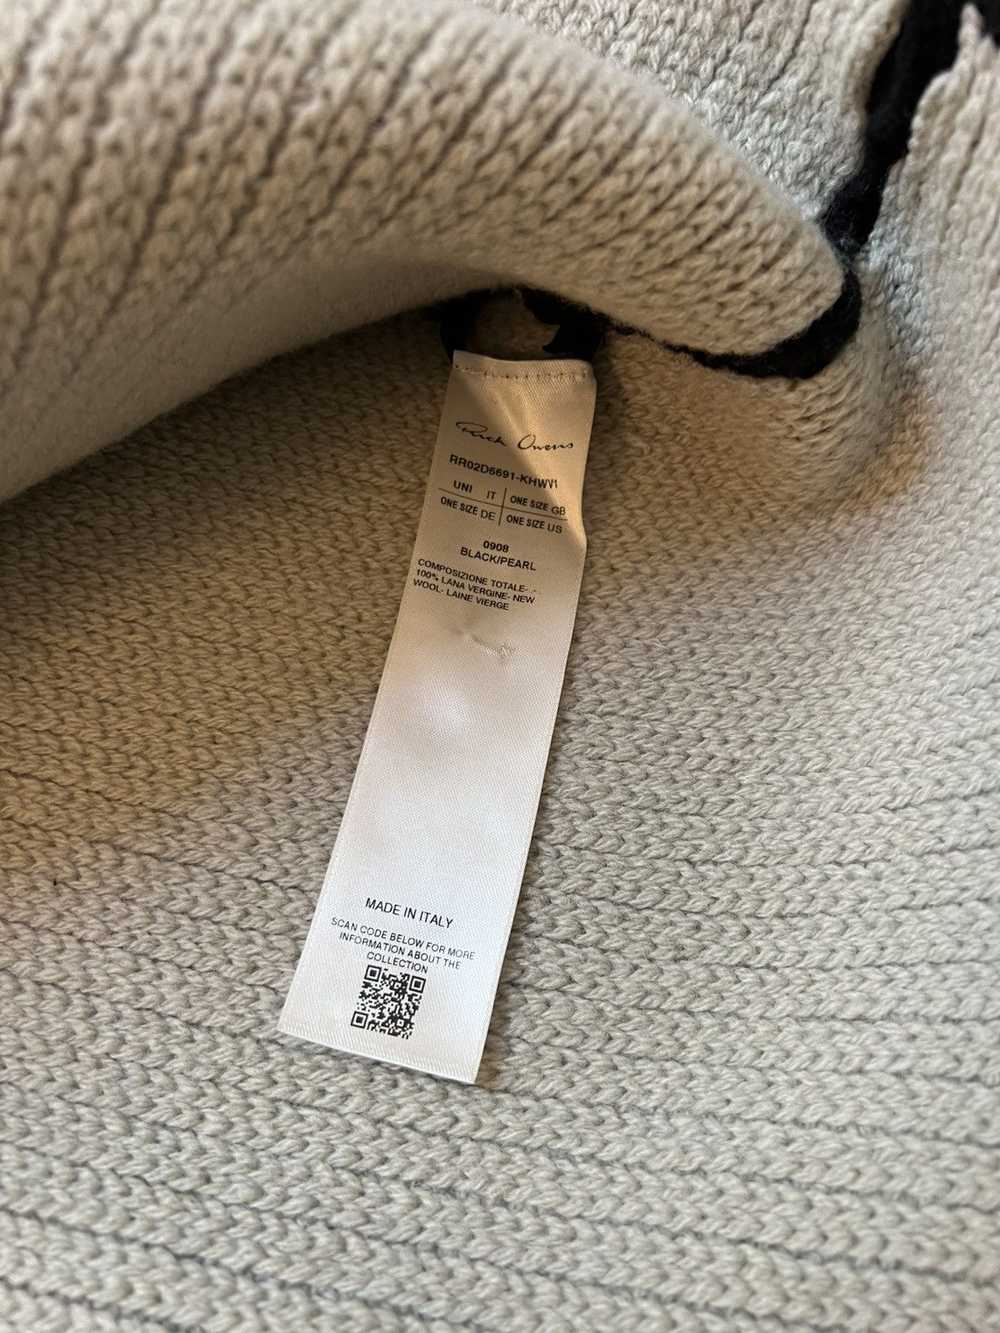 Rick Owens
RR02D6691-KHWV1
UNI IT ONE SIZE GB
ONE SIZE DE ONE SIZE US
0908
BLACK/PEARL
COMPOSIZIONE TOTALE- -
100% LANA VERGINE- NEW
WOOL- LAINE VIERGE
MADE IN ITALY
SCAN CODE BELOW FOR MORE
INFORMATION ABOUT THE
COLLECTION